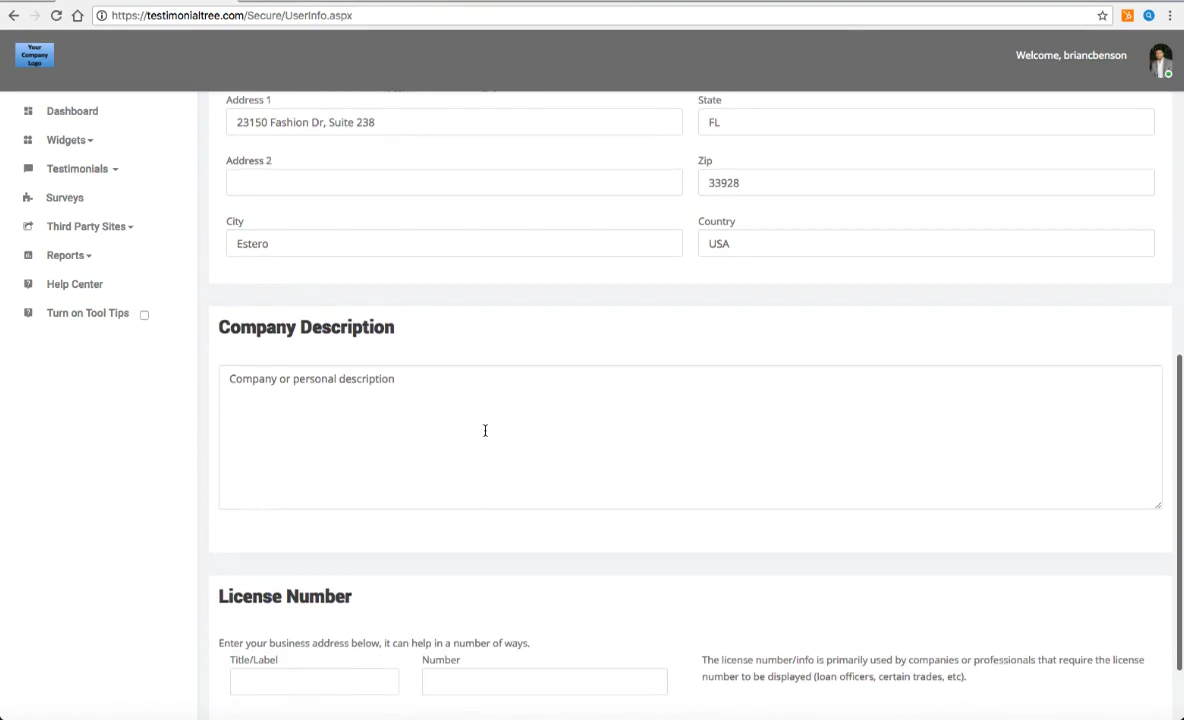 https://testimonialtree.com/Secure/UserInfo.aspx
Your
Company
Logo
Welcome, briancbenson
Dashboard
Widgets
Testimonials
Surveys
Third Party Sites
Reports
Help Center
Turn on Tool Tips
Address 1
State
23150 Fashion Dr, Suite 238
FL
Address 2
Zip
33928
City
Country
Estero
USA
Company Description
Company or personal description
License Number
Enter your business address below, it can help in a number of ways.
Title/Label
Number
The license number/info is primarily used by companies or professionals that require the license
number to be displayed (loan officers, certain trades, etc).